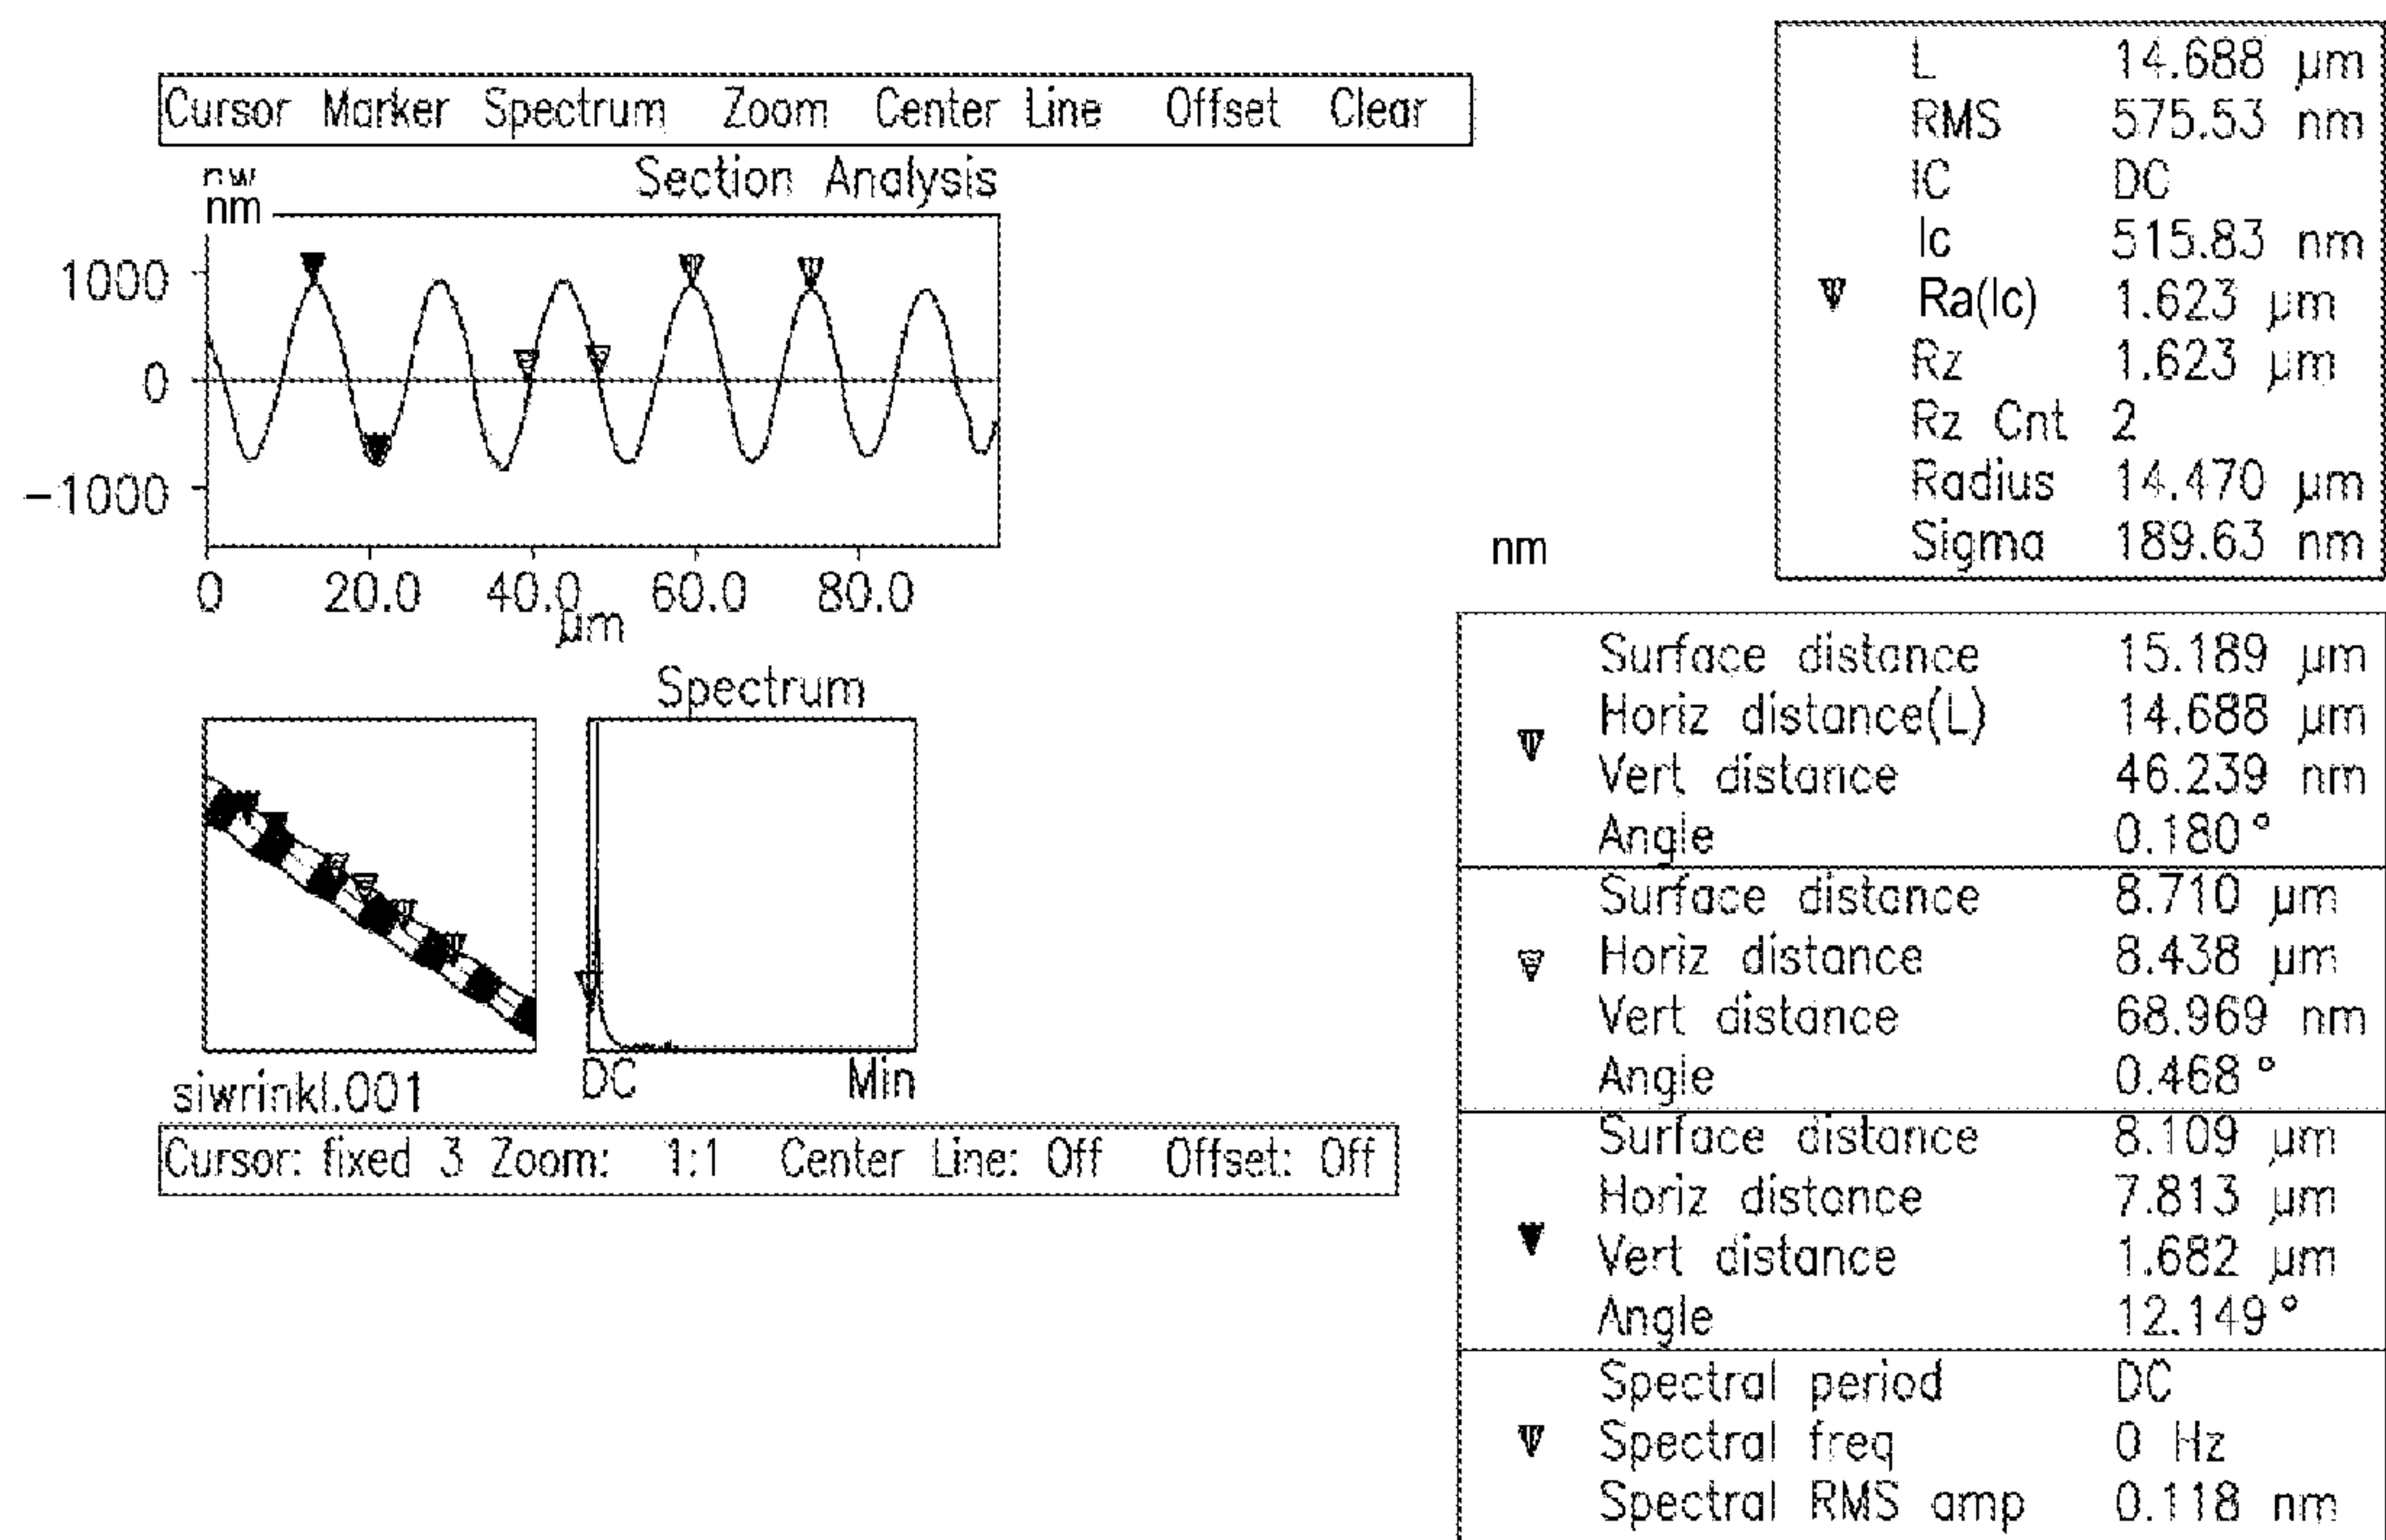 Cursor Marker Spectrum Zoom Center Line Offset Clear
nw
nm
Section Analysis
1000
0
-1000
0 20.0 40.0 60.0 80.0
µm
Spectrum
siwrinkl.001
DC Min
Cursor: fixed 3 Zoom: 1:1 Center Line: Off Offset: Off
L 14.688 µm
RMS 575.53 nm
IC DC
Ic 515.83 nm
Ra(Ic) 1.623 µm
Rz 1.623 µm
Rz Cnt 2
Radius 14.470 µm
Sigma 189.63 nm
nm
Surface distance 15.189 µm
Horiz distance(L) 14.688 µm
Vert distance 46.239 nm
Angle 0.180°
Surface distance 8.710 µm
Horiz distance 8.438 µm
Vert distance 68.969 nm
Angle 0.468°
Surface distance 8.109 µm
Horiz distance 7.813 µm
Vert distance 1.682 µm
Angle 12.149°
Spectral period DC
Spectral freq 0 Hz
Spectral RMS amp 0.118 nm